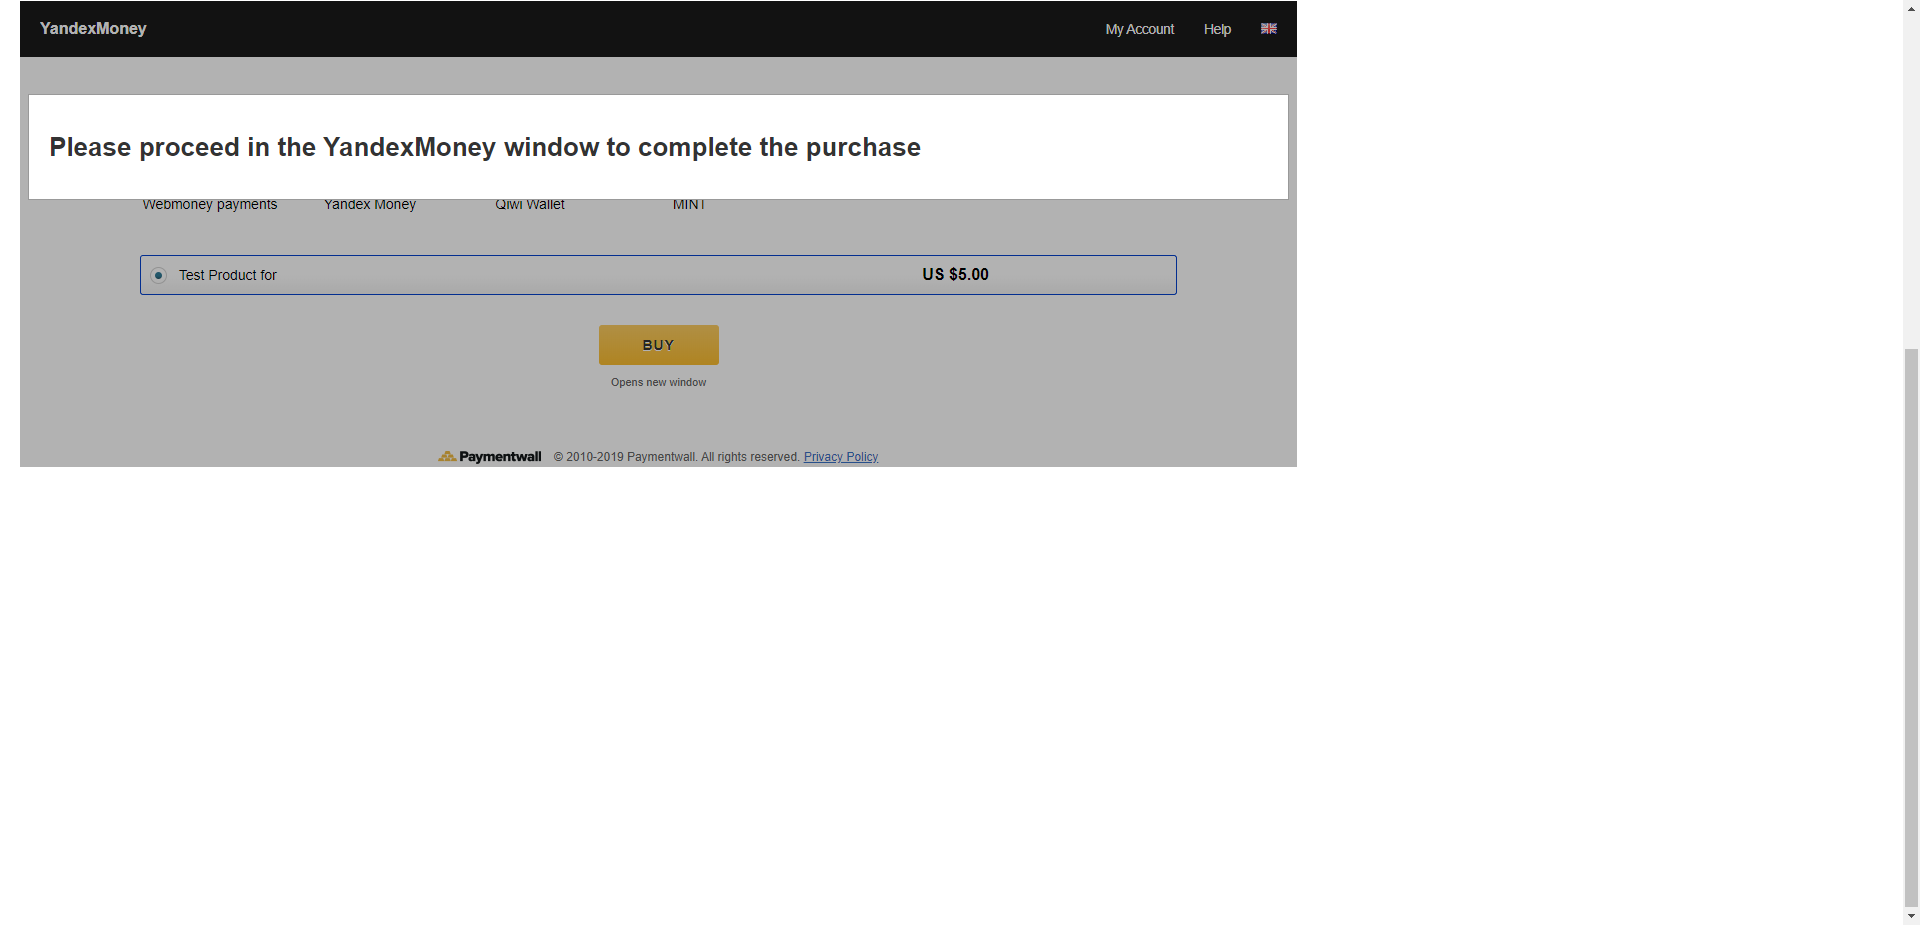 YandexMoney My Account Help
Please proceed in the YandexMoney window to complete the purchase
Webmoney payments Yandex Money Qiwi Wallet MINT
Test Product for US $5.00
BUY
Opens new window
Paymentwall © 2010-2019 Paymentwall. All rights reserved. Privacy Policy